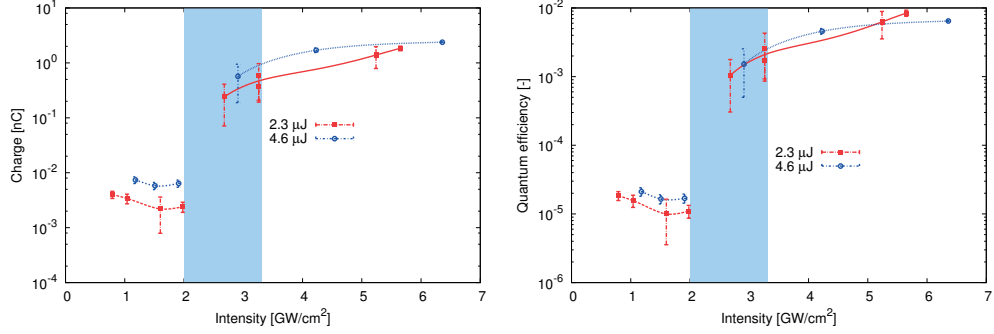 10^1
10^0
10^-1
10^-2
10^-3
10^-4
Charge [nC]
2.3 μJ
4.6 μJ
0 1 2 3 4 5 6 7
Intensity [GW/cm^2]
10^-1
10^-2
10^-3
10^-4
10^-5
10^-6
Quantum efficiency [-]
2.3 μJ
4.6 μJ
0 1 2 3 4 5 6 7
Intensity [GW/cm^2]